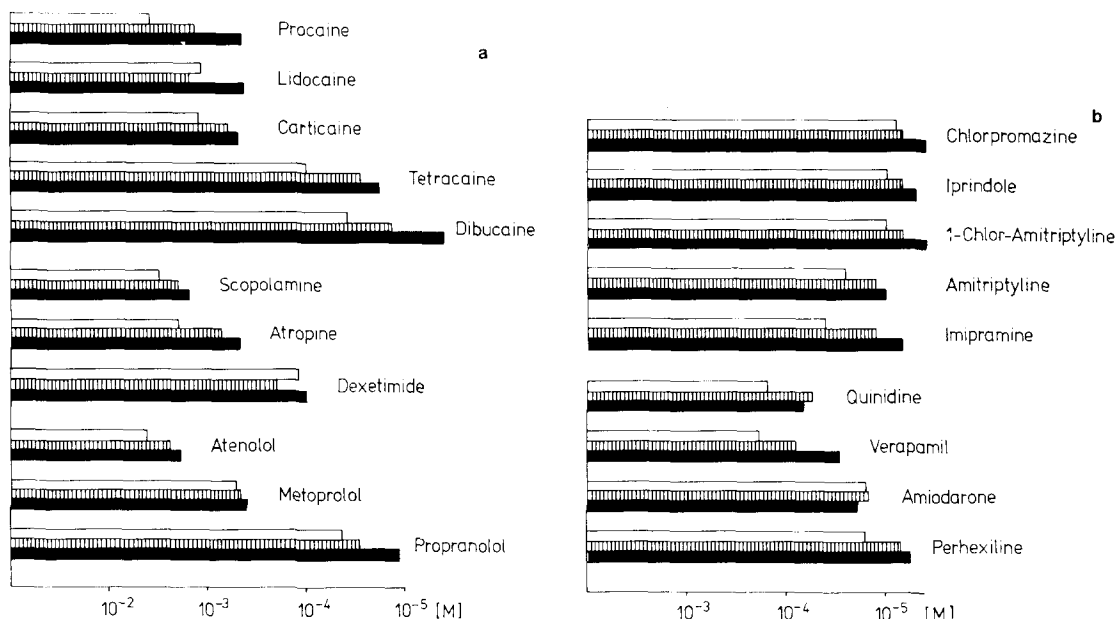 a
Procaine
Lidocaine
Carticaine
Tetracaine
Dibucaine
Scopolamine
Atropine
Dexetimide
Atenolol
Metoprolol
Propranolol
10⁻² 10⁻³ 10⁻⁴ 10⁻⁵ [M]
b
Chlorpromazine
Iprindole
1-Chlor-Amitriptyline
Amitriptyline
Imipramine
Quinidine
Verapamil
Amiodarone
Perhexiline
10⁻³ 10⁻⁴ 10⁻⁵ [M]